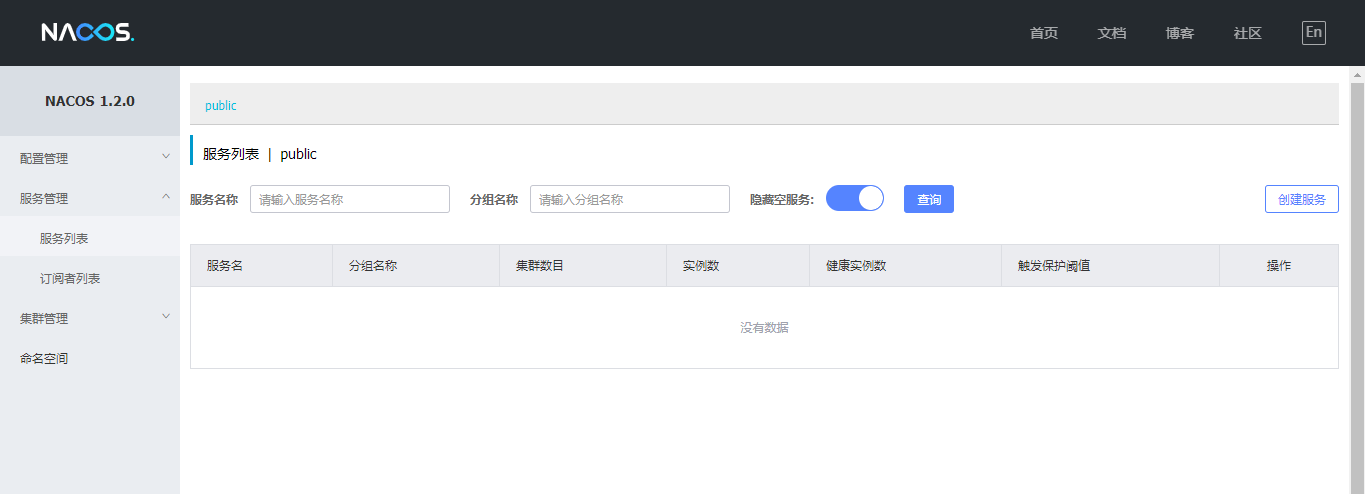 NACOS. 首页 文档 博客 社区 En
NACOS 1.2.0
配置管理
服务管理
服务列表
订阅者列表
集群管理
命名空间
public
服务列表 | public
服务名称 请输入服务名称 分组名称 请输入分组名称 隐藏空服务: 查询 创建服务
服务名 分组名称 集群数目 实例数 健康实例数 触发保护阈值 操作
没有数据